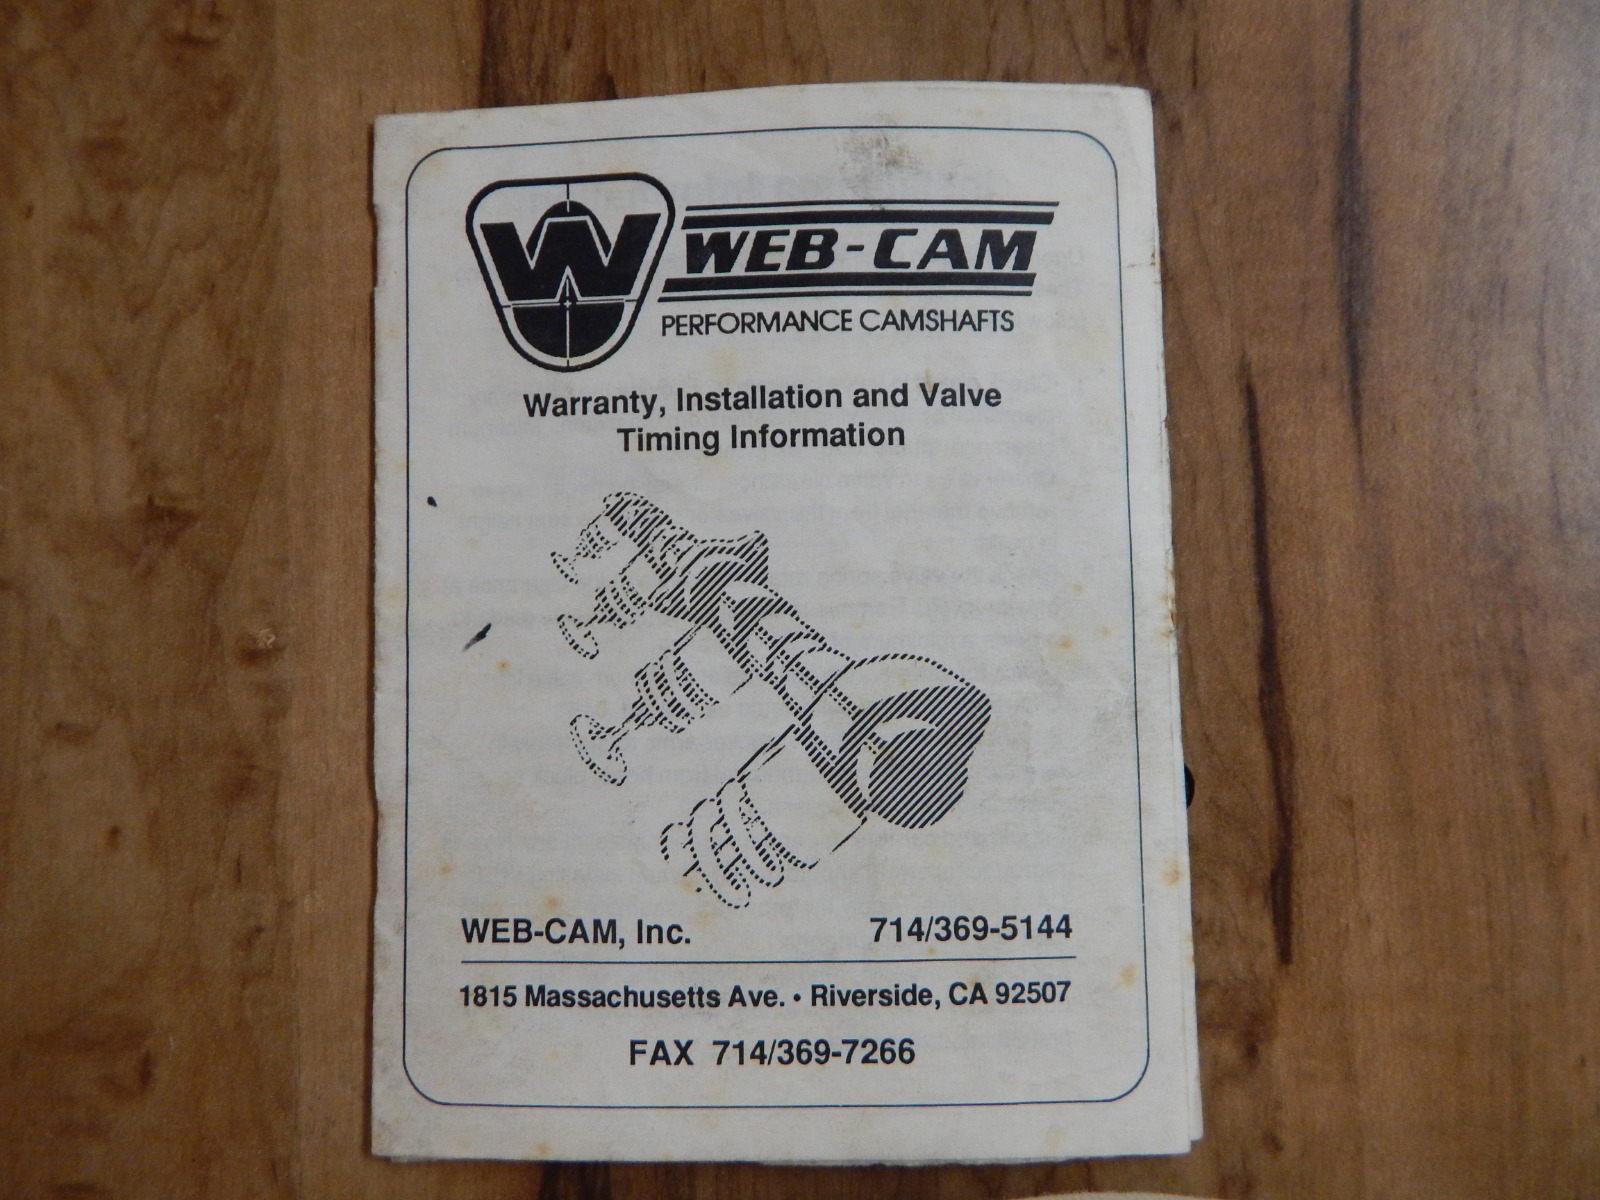 W
WEB-CAM
PERFORMANCE CAMSHAFTS
Warranty, Installation and Valve
Timing Information
WEB-CAM, Inc. 714/369-5144
1815 Massachusetts Ave. • Riverside, CA 92507
FAX 714/369-7266